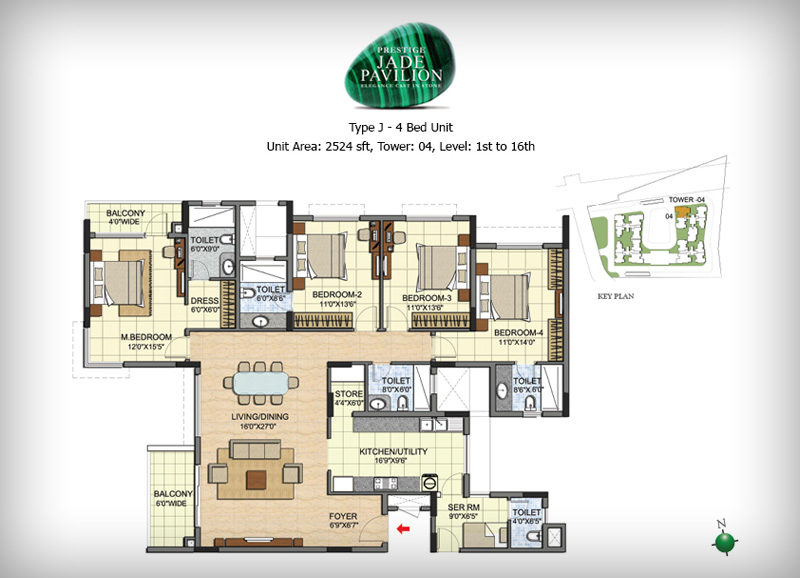 PRESTIGE
JADE
PAVILION
ELEGANCE CAST IN STONE
Type J - 4 Bed Unit
Unit Area: 2524 sft, Tower: 04, Level: 1st to 16th
TOWER -04
04
KEY PLAN
BALCONY
4'0"WIDE
TOILET
6'0"X9'0"
DRESS
6'0"X6'0"
TOILET
8'0"X8'6"
BEDROOM-2
11'0"X13'6"
BEDROOM-3
11'0"X13'6"
BEDROOM-4
11'0"X14'0"
M.BEDROOM
12'0"X15'5"
STORE
4'4"X6'0"
TOILET
8'0"X6'0"
TOILET
8'6"X 6'0"
LIVING/DINING
16'0"X27'0"
KITCHEN/UTILITY
16'9"X9'6"
BALCONY
6'0"WIDE
FOYER
6'9"X6'7"
SER RM
9'0"X6'5"
TOILET
4'0"X6'5"
N